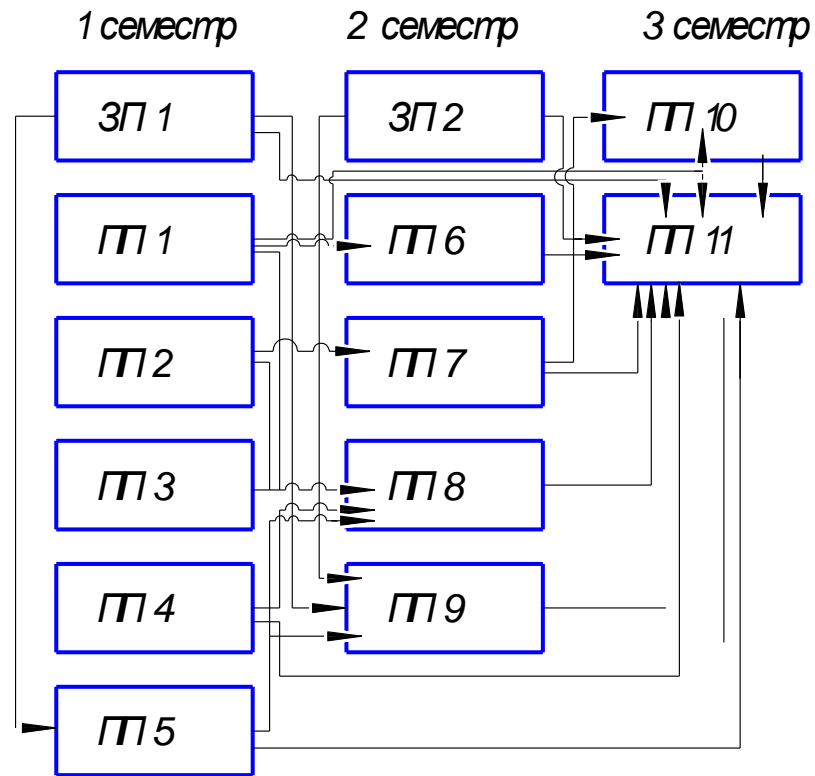 1 семестр 2 семестр 3 семестр
ЗП 1 ЗП 2 ПП 10
ПП 1 ПП 6 ПП 11
ПП 2 ПП 7
ПП 3 ПП 8
ПП 4 ПП 9
ПП 5